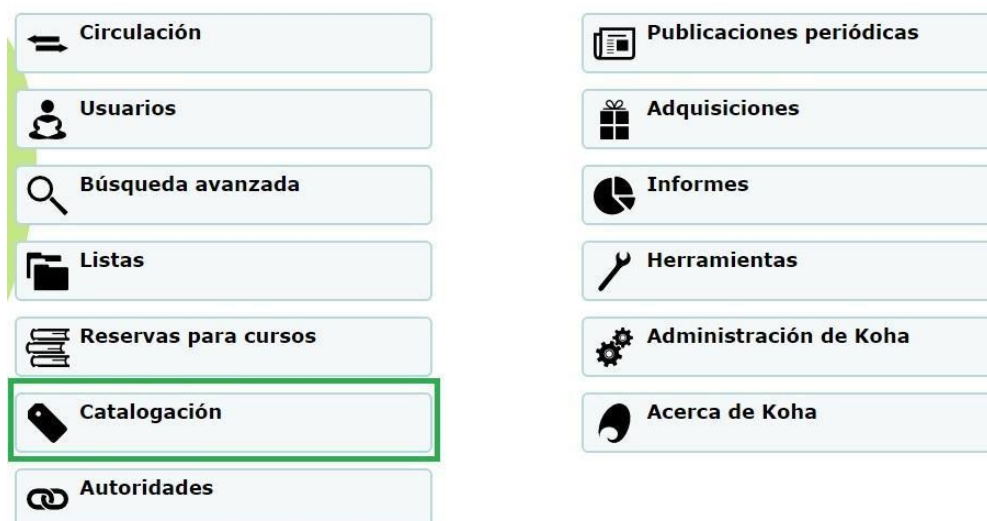 Circulación
Usuarios
Búsqueda avanzada
Listas
Reservas para cursos
Catalogación
Autoridades
Publicaciones periódicas
Adquisiciones
Informes
Herramientas
Administración de Koha
Acerca de Koha